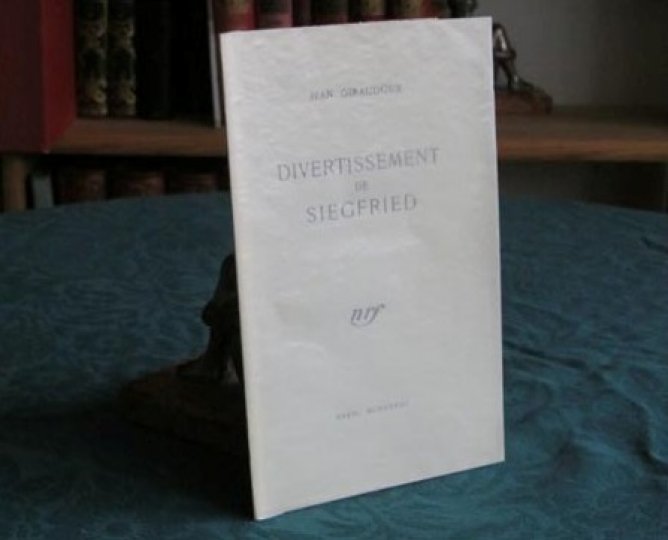 JEAN GIRAUDOUX
DIVERTISSEMENT
DE
SIEGFRIED
nrf